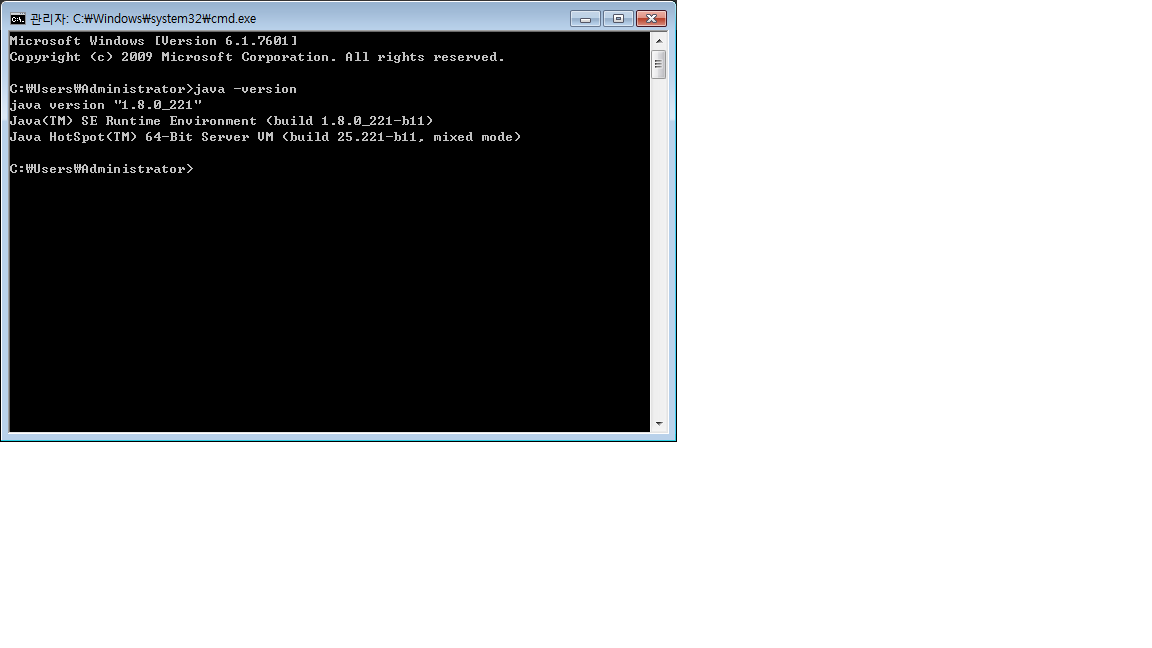 관리자: C:₩Windows₩system32₩cmd.exe
Microsoft Windows [Version 6.1.7601]
Copyright (c) 2009 Microsoft Corporation. All rights reserved.
C:₩Users₩Administrator>java -version
java version "1.8.0_221"
Java(TM) SE Runtime Environment (build 1.8.0_221-b11)
Java HotSpot(TM) 64-Bit Server VM (build 25.221-b11, mixed mode)
C:₩Users₩Administrator>